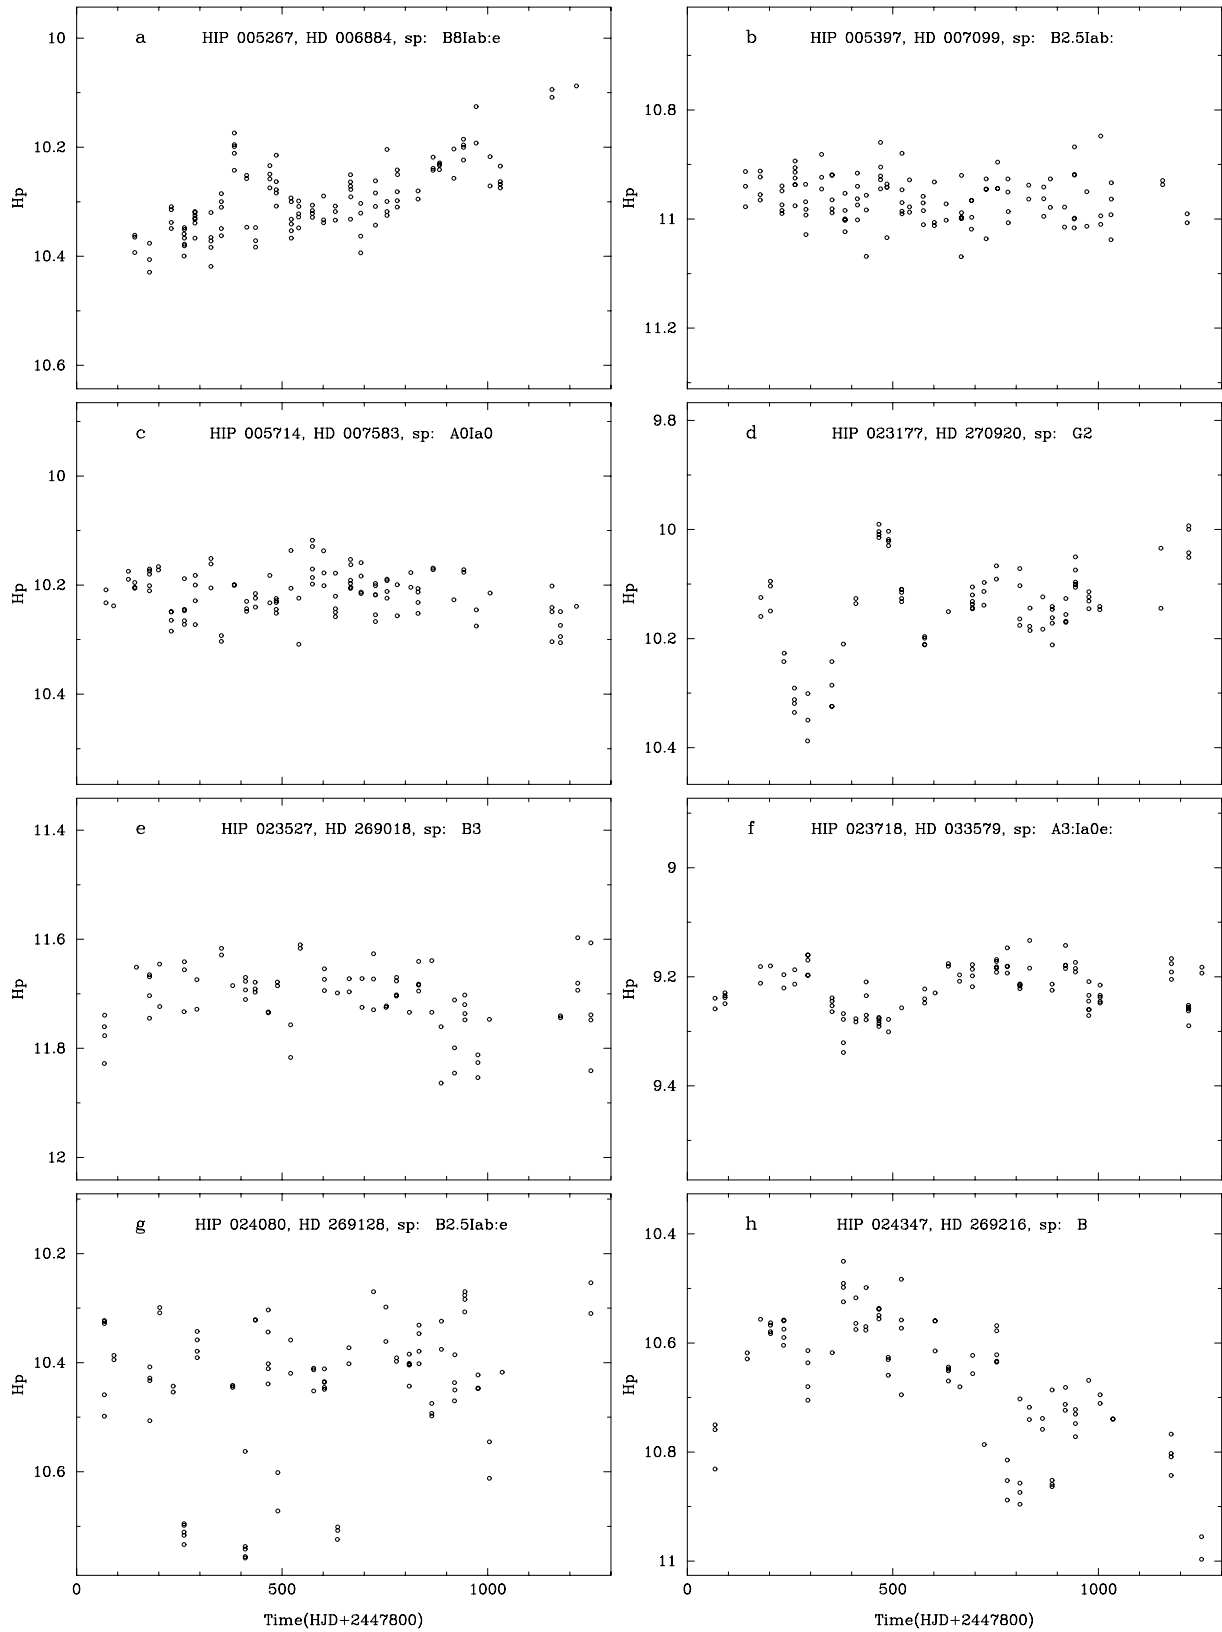 a HIP 005267, HD 006884, sp: B8Iab:e
10
10.2
10.4
10.6
Hp
b HIP 005397, HD 007099, sp: B2.5Iab:
10.8
11.0
11.2
Hp
c HIP 005714, HD 007583, sp: A0Ia0
10
10.2
10.4
Hp
d HIP 023177, HD 270920, sp: G2
9.8
10
10.2
10.4
Hp
e HIP 023527, HD 269018, sp: B3
11.4
11.6
11.8
12
Hp
f HIP 023718, HD 033579, sp: A3:Ia0e:
9
9.2
9.4
Hp
g HIP 024080, HD 269128, sp: B2.5Iab:e
10.2
10.4
10.6
Hp
0 500 1000
Time(HJD+2447800)
h HIP 024347, HD 269216, sp: B
10.4
10.6
10.8
11
Hp
0 500 1000
Time(HJD+2447800)